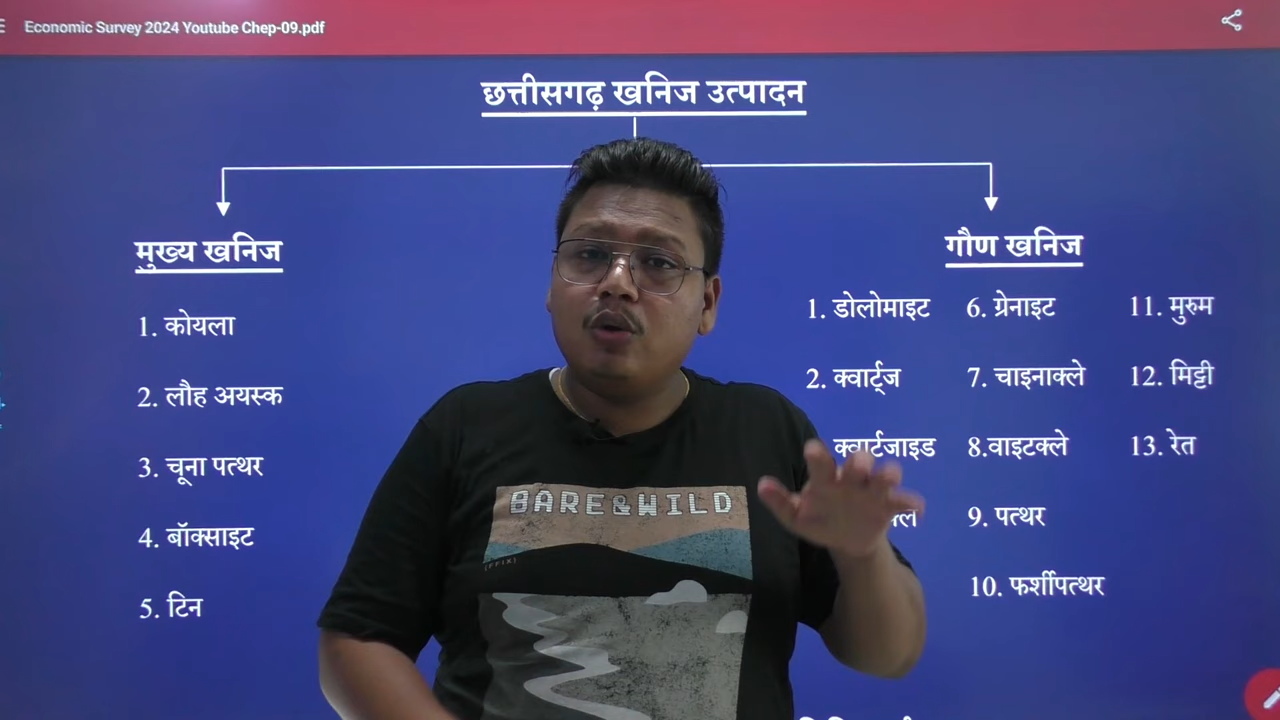 Economic Survey 2024 Youtube Chep-09.pdf
छत्तीसगढ़ खनिज उत्पादन
मुख्य खनिज
1. कोयला
2. लौह अयस्क
3. चूना पत्थर
4. बॉक्साइट
5. टिन
गौण खनिज
1. डोलोमाइट
2. क्वार्ट्ज
क्वार्टजाइड
6. ग्रेनाइट
7. चाइनाक्ले
8.वाइटक्ले
9. पत्थर
10. फर्शीपत्थर
11. मुरुम
12. मिट्टी
13. रेत
BARE&WILD